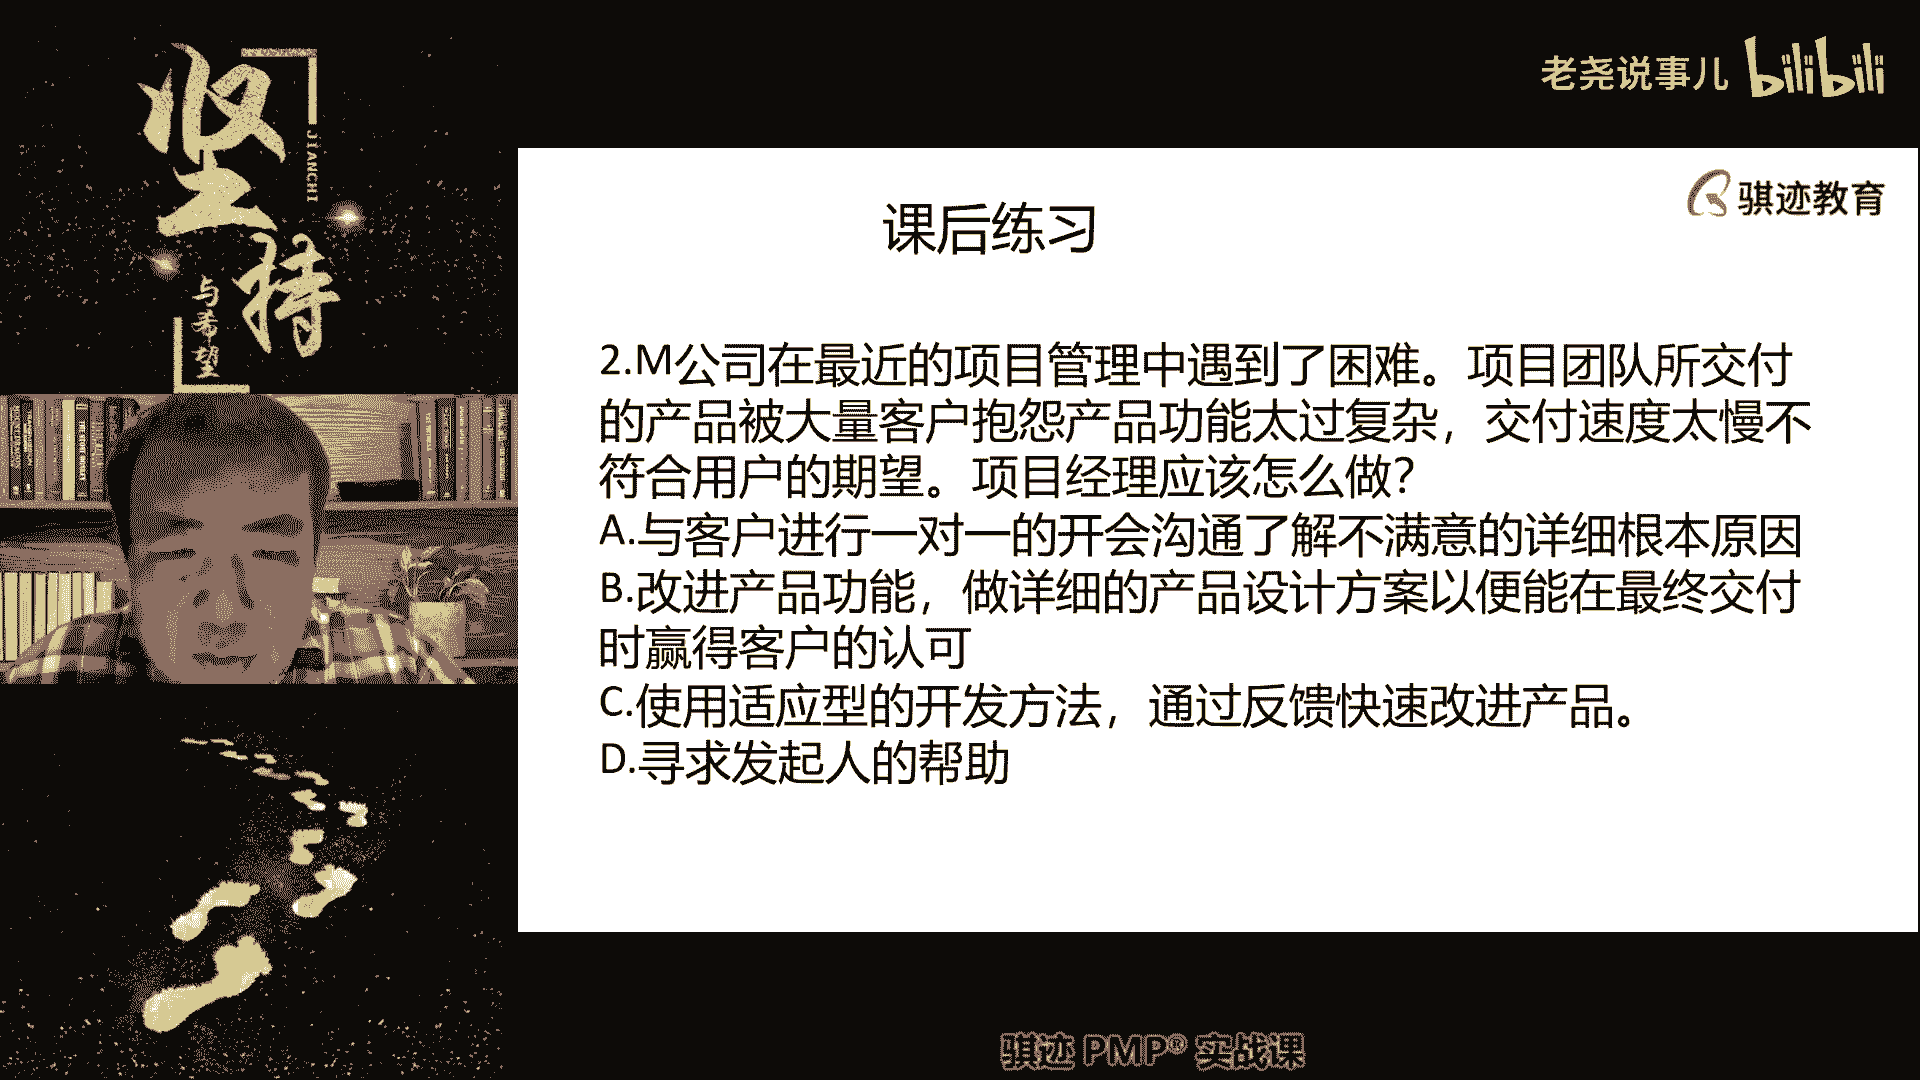 坚持
JIANCHI
与希望
老尧说事儿 bilibili
骐迹教育
课后练习
2.M公司在最近的项目管理中遇到了困难。项目团队所交付
的产品被大量客户抱怨产品功能太过复杂，交付速度太慢不
符合用户的期望。项目经理应该怎么做？
A.与客户进行一对一的开会沟通了解不满意的详细根本原因
B.改进产品功能，做详细的产品设计方案以便能在最终交付
时赢得客户的认可
C.使用适应型的开发方法，通过反馈快速改进产品。
D.寻求发起人的帮助
骐迹 PMP® 实战课